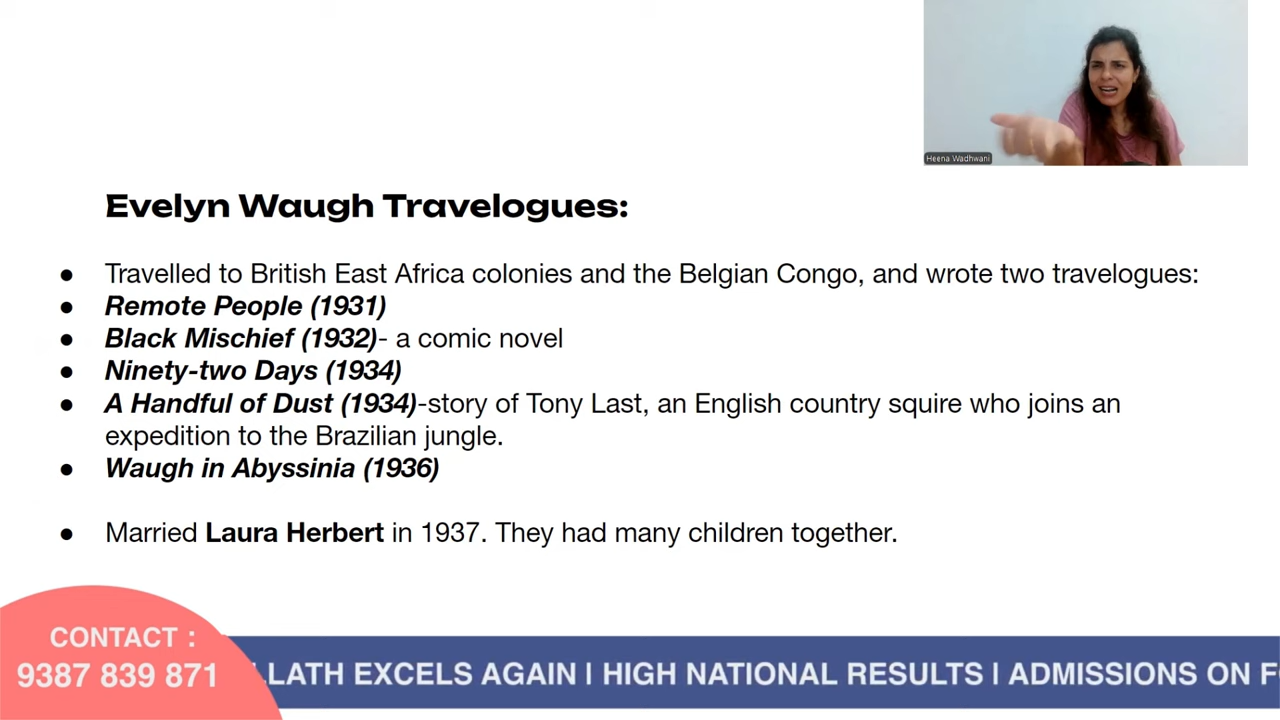 Heena Wadhwani
Evelyn Waugh Travelogues:
● Travelled to British East Africa colonies and the Belgian Congo, and wrote two travelogues:
● Remote People (1931)
● Black Mischief (1932)- a comic novel
● Ninety-two Days (1934)
● A Handful of Dust (1934)-story of Tony Last, an English country squire who joins an
expedition to the Brazilian jungle.
● Waugh in Abyssinia (1936)
● Married Laura Herbert in 1937. They had many children together.
CONTACT :
9387 839 871
LLATH EXCELS AGAIN I HIGH NATIONAL RESULTS I ADMISSIONS ON F